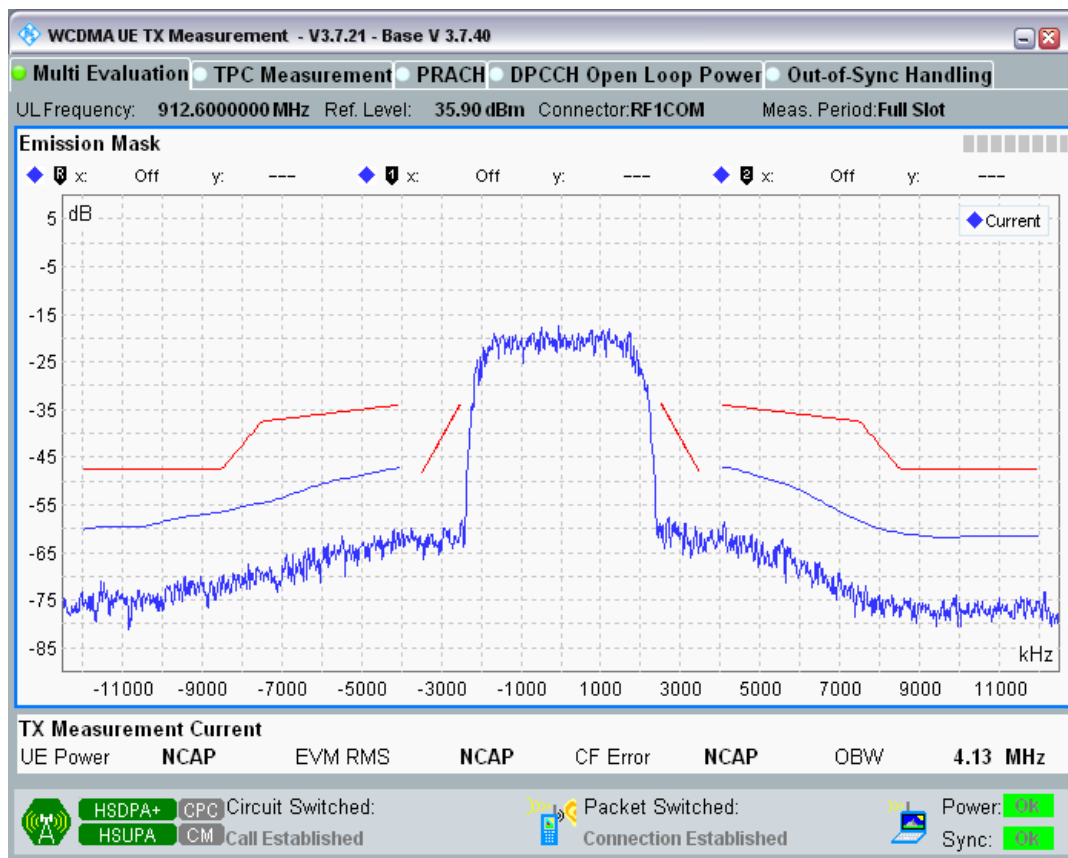 WCDMA UE TX Measurement - V3.7.21 - Base V 3.7.40
Multi Evaluation TPC Measurement PRACH DPCCH Open Loop Power Out-of-Sync Handling
UL Frequency: 912.6000000 MHz Ref. Level: 35.90 dBm Connector:RF1COM Meas. Period:Full Slot
Emission Mask
R x: Off y: --- 1 x: Off y: --- 2 x: Off y: ---
5 dB
Current
-5
-15
-25
-35
-45
-55
-65
-75
-85
kHz
-11000 -9000 -7000 -5000 -3000 -1000 1000 3000 5000 7000 9000 11000
TX Measurement Current
UE Power NCAP EVM RMS NCAP CF Error NCAP OBW 4.13 MHz
HSDPA+ CPC Circuit Switched: Packet Switched: Power: Ok
HSUPA CM Call Established Connection Established Sync: Ok